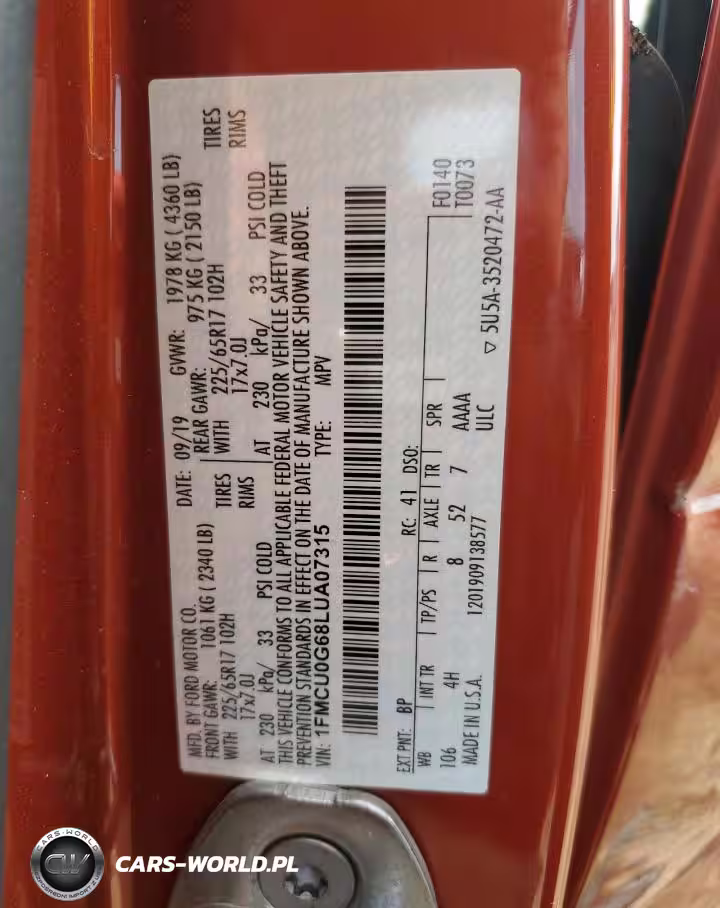 MFD. BY FORD MOTOR CO.
DATE: 09/19 GVWR: 1978 KG ( 4360 LB)
FRONT GAWR: 1061 KG ( 2340 LB) REAR GAWR: 975 KG ( 2150 LB)
WITH 225/65R17 102H TIRES WITH 225/65R17 102H TIRES
17x7.0J RIMS 17x7.0J RIMS
AT 230 kPa/ 33 PSI COLD AT 230 kPa/ 33 PSI COLD
THIS VEHICLE CONFORMS TO ALL APPLICABLE FEDERAL MOTOR VEHICLE SAFETY AND THEFT
PREVENTION STANDARDS IN EFFECT ON THE DATE OF MANUFACTURE SHOWN ABOVE.
VIN: 1FMCU0G68LUA07315 TYPE: MPV
EXT PNT: BP RC: 41 DSO: F0140
WB INT TR TP/PS R AXLE TR SPR T0073
106 4H 8 52 7 AAAA
MADE IN U.S.A. 1201909138577 ULC
▽ 5U5A-3520472-AA
CARS-WORLD
CW
CARS-WORLD.PL